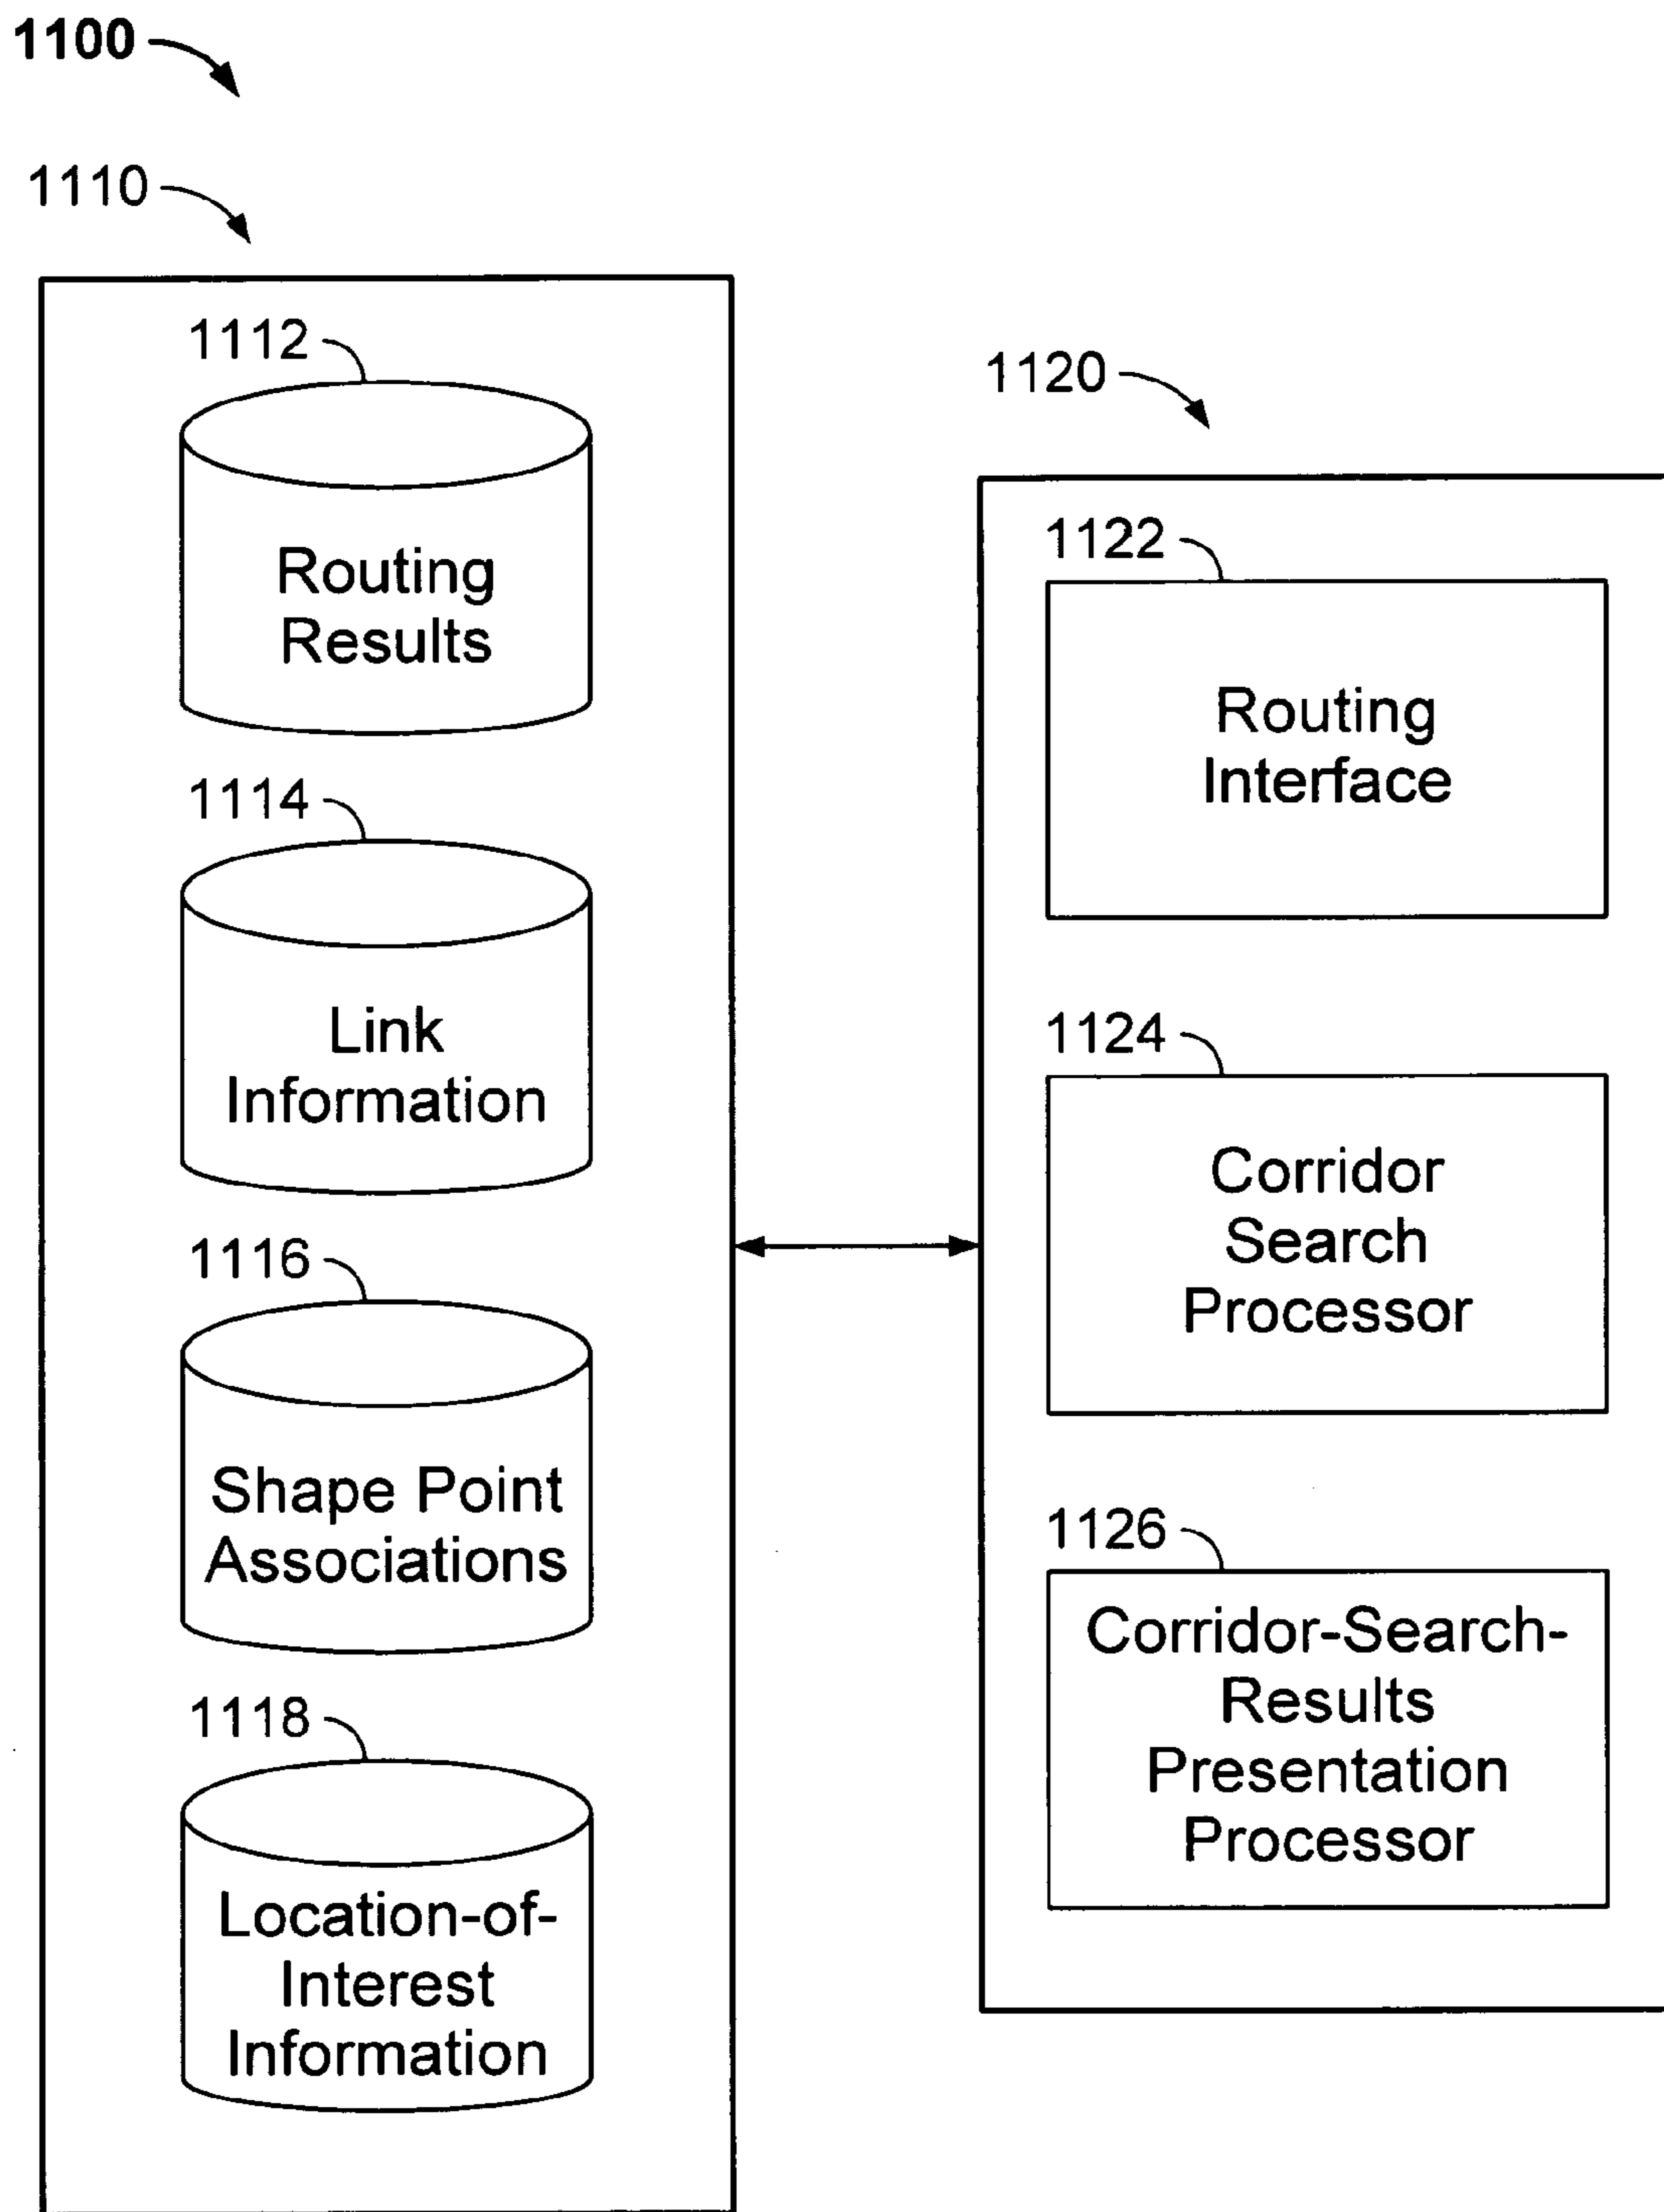 1100
1110
1112
Routing
Results
1114
Link
Information
1116
Shape Point
Associations
1118
Location-of-
Interest
Information
1120
1122
Routing
Interface
1124
Corridor
Search
Processor
1126
Corridor-Search-
Results
Presentation
Processor